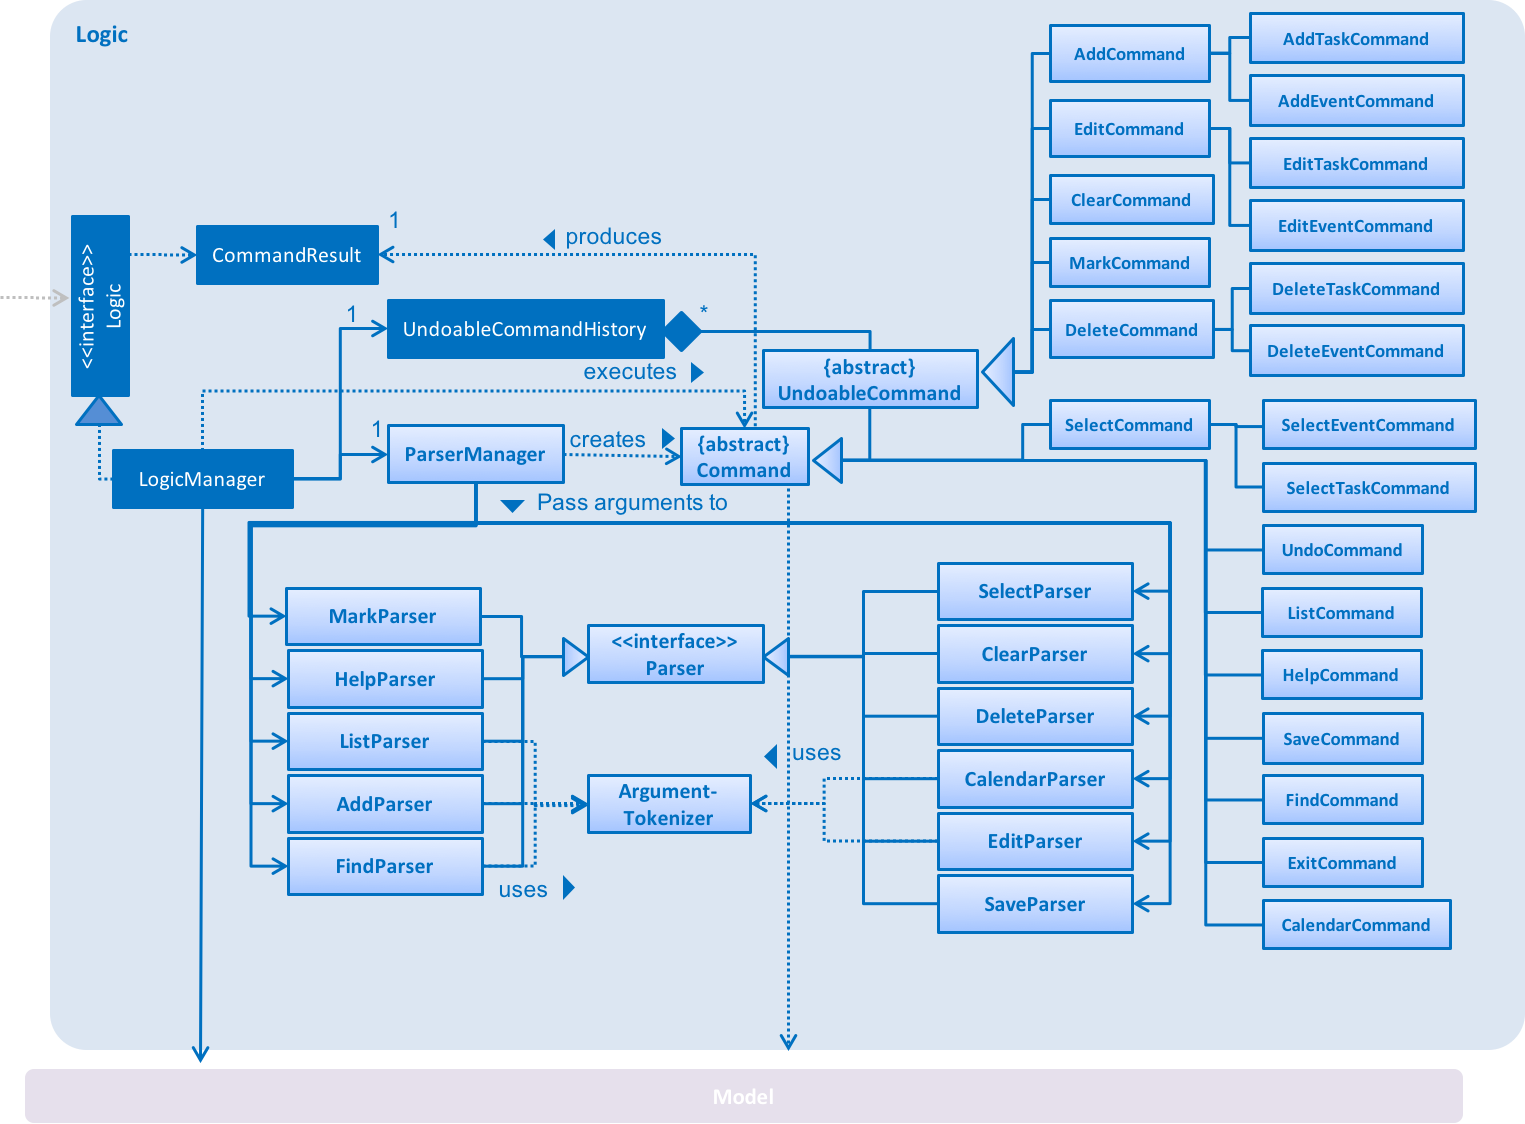 Logic
AddCommand
AddTaskCommand
AddEventCommand
EditCommand
EditTaskCommand
EditEventCommand
ClearCommand
MarkCommand
DeleteCommand
DeleteTaskCommand
DeleteEventCommand
<<interface>>
Logic
CommandResult
1
produces
1
UndoableCommandHistory
*
executes
{abstract}
UndoableCommand
LogicManager
1
ParserManager
creates
{abstract}
Command
SelectCommand
SelectEventCommand
SelectTaskCommand
Pass arguments to
UndoCommand
ListCommand
HelpCommand
SaveCommand
FindCommand
ExitCommand
CalendarCommand
MarkParser
HelpParser
ListParser
AddParser
FindParser
<<interface>>
Parser
uses
Argument-
Tokenizer
uses
SelectParser
ClearParser
DeleteParser
CalendarParser
EditParser
SaveParser
Model